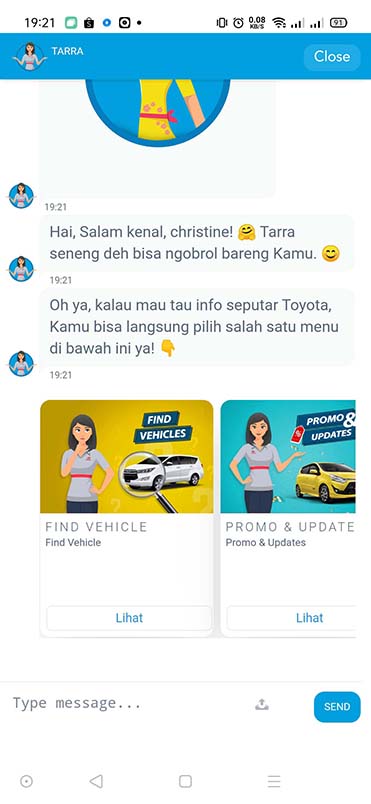 19:21
0.08
KB/S
91
TARRA
Close
19:21
Hai, Salam kenal, christine! 🤗 Tarra
seneng deh bisa ngobrol bareng Kamu. 😊
19:21
Oh ya, kalau mau tau info seputar Toyota,
Kamu bisa langsung pilih salah satu menu
di bawah ini ya! 👇
19:21
FIND
VEHICLES
PROMO &
UPDATES
FIND VEHICLE
Find Vehicle
PROMO & UPDATE
Promo & Updates
Lihat
Lihat
Type message...
SEND